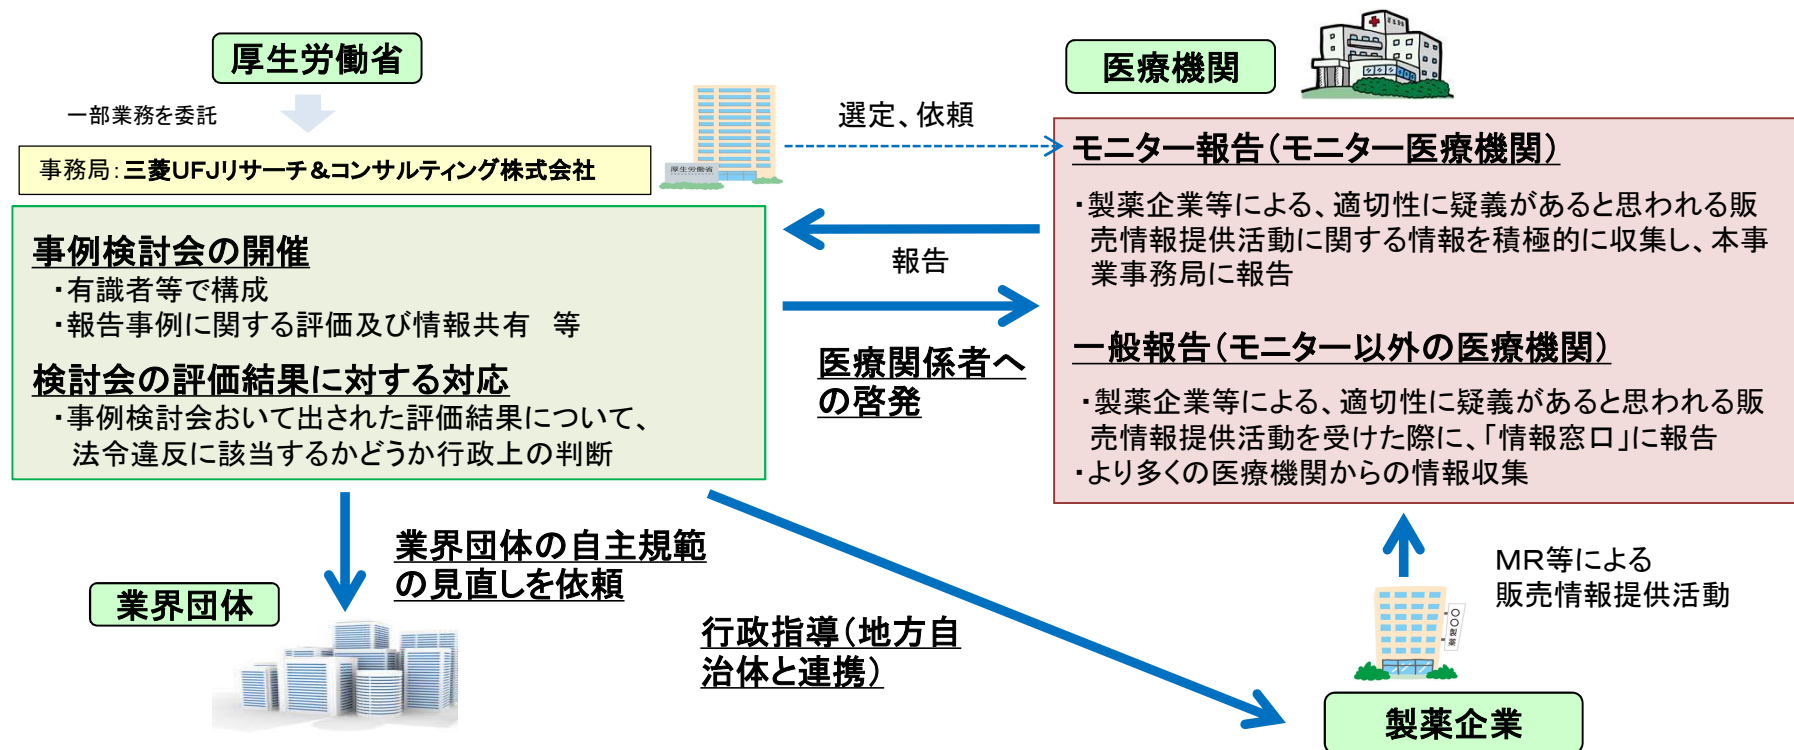 厚生労働省
一部業務を委託
事務局：三菱UFJリサーチ＆コンサルティング株式会社
厚生労働省
事例検討会の開催
・有識者等で構成
・報告事例に関する評価及び情報共有　等
検討会の評価結果に対する対応
・事例検討会おいて出された評価結果について、
法令違反に該当するかどうか行政上の判断
選定、依頼
報告
医療関係者へ
の啓発
医療機関
モニター報告（モニター医療機関）
・製薬企業等による、適切性に疑義があると思われる販
売情報提供活動に関する情報を積極的に収集し、本事
業事務局に報告
一般報告（モニター以外の医療機関）
・製薬企業等による、適切性に疑義があると思われる販
売情報提供活動を受けた際に、「情報窓口」に報告
・より多くの医療機関からの情報収集
業界団体の自主規範
の見直しを依頼
業界団体
行政指導（地方自
治体と連携）
MR等による
販売情報提供活動
〇〇製薬
製薬企業